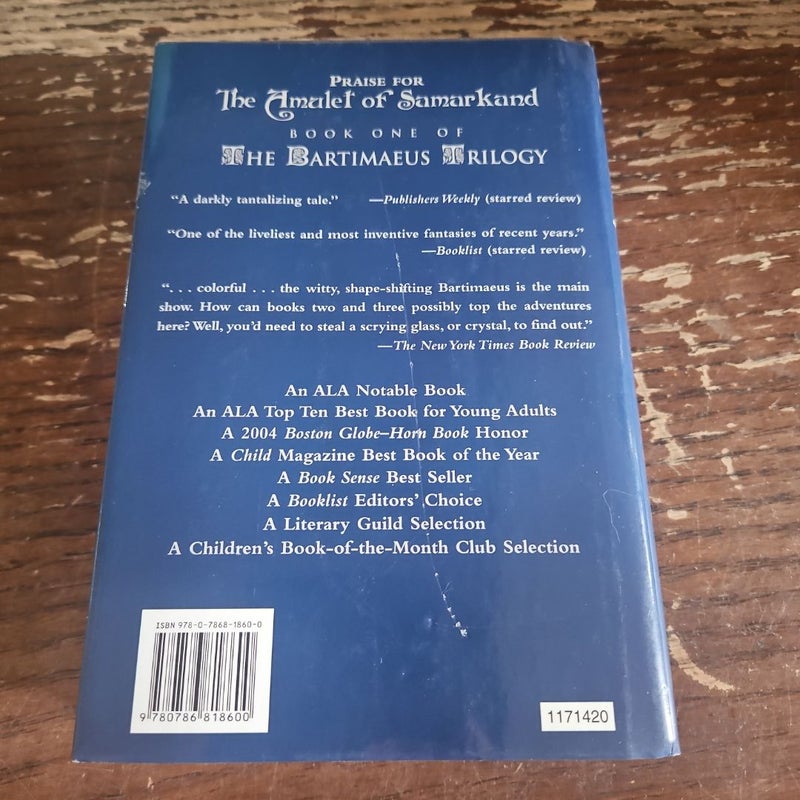 PRAISE FOR
The Amulet of Samarkand
BOOK ONE OF
THE BARTIMAEUS TRILOGY
"A darkly tantalizing tale." —Publishers Weekly (starred review)
"One of the liveliest and most inventive fantasies of recent years."
—Booklist (starred review)
". . . colorful . . . the witty, shape-shifting Bartimaeus is the main
show. How can books two and three possibly top the adventures
here? Well, you'd need to steal a scrying glass, or crystal, to find out."
—The New York Times Book Review
An ALA Notable Book
An ALA Top Ten Best Book for Young Adults
A 2004 Boston Globe–Horn Book Honor
A Child Magazine Best Book of the Year
A Book Sense Best Seller
A Booklist Editors' Choice
A Literary Guild Selection
A Children's Book-of-the-Month Club Selection
ISBN 978-0-7868-1860-0
9 780786 818600
1171420